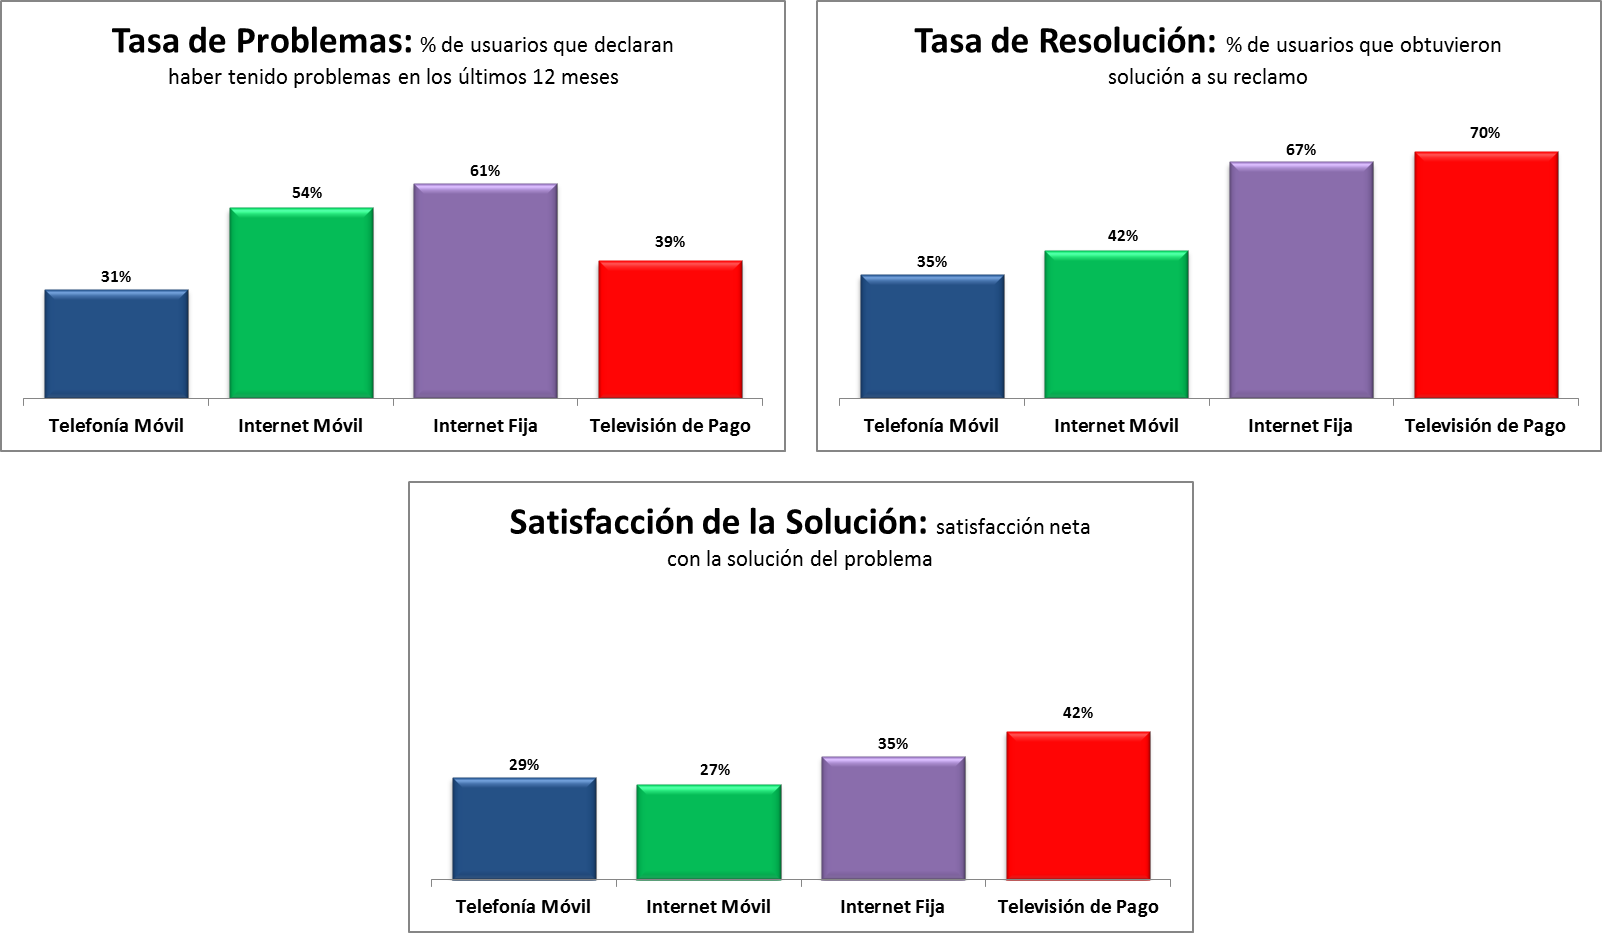 Tasa de Problemas: % de usuarios que declaran
haber tenido problemas en los últimos 12 meses
31%
54%
61%
39%
Telefonía Móvil
Internet Móvil
Internet Fija
Televisión de Pago
Tasa de Resolución: % de usuarios que obtuvieron
solución a su reclamo
35%
42%
67%
70%
Telefonía Móvil
Internet Móvil
Internet Fija
Televisión de Pago
Satisfacción de la Solución: satisfacción neta
con la solución del problema
29%
27%
35%
42%
Telefonía Móvil
Internet Móvil
Internet Fija
Televisión de Pago